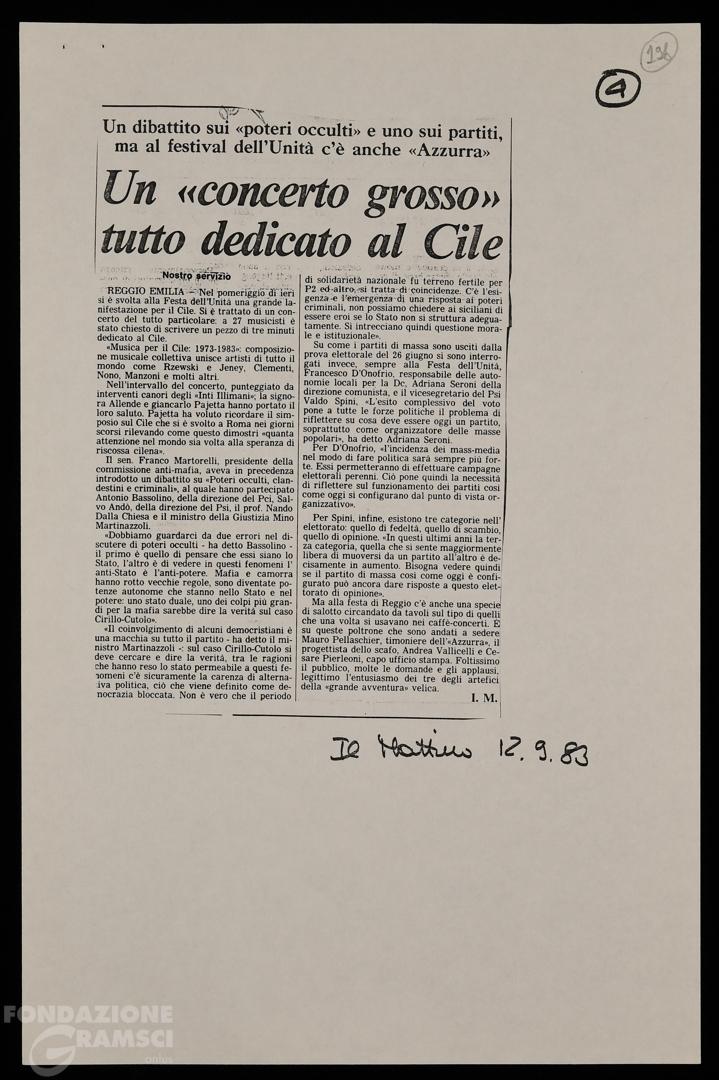 198
4
Un dibattito sui «poteri occulti» e uno sui partiti,
ma al festival dell'Unità c'è anche «Azzurra»
Un «concerto grosso»
tutto dedicato al Cile
Nostro servizio
REGGIO EMILIA – Nel pomeriggio di ieri
si è svolta alla Festa dell'Unità una grande la-
nifestazione per il Cile. Si è trattato di un con-
certo del tutto particolare: a 27 musicisti è
stato chiesto di scrivere un pezzo di tre minuti
dedicato al Cile.
«Musica per il Cile: 1973-1983»: composizio-
ne musicale collettiva unisce artisti di tutto il
mondo come Rzewski e Jeney, Clementi,
Nono, Manzoni e molti altri.
Nell'intervallo del concerto, punteggiato da
interventi canori degli «Inti Illimani»; la signo-
ra Allende e giancarlo Pajetta hanno portato il
loro saluto. Pajetta ha voluto ricordare il sim-
posio sul Cile che si è svolto a Roma nei giorni
scorsi rilevando come questo dimostri «quanta
attenzione nel mondo sia volta alla speranza di
riscossa cilena».
Il sen. Franco Martorelli, presidente della
commissione anti-mafia, aveva in precedenza
introdotto un dibattito su «Poteri occulti, clan-
destini e criminali», al quale hanno partecipato
Antonio Bassolino, della direzione del Pci, Sal-
vo Andò, della direzione del Psi, il prof. Nando
Dalla Chiesa e il ministro della Giustizia Mino
Martinazzoli.
«Dobbiamo guardarci da due errori nel di-
scutere di poteri occulti - ha detto Bassolino -
il primo è quello di pensare che essi siano lo
Stato, l'altro è di vedere in questi fenomeni l'
anti-Stato è l'anti-potere. Mafia e camorra
hanno rotto vecchie regole, sono diventate po-
tenze autonome che stanno nello Stato e nel
potere: uno stato duale, uno dei colpi più gran-
di per la mafia sarebbe dire la verità sul caso
Cirillo-Cutolo».
«Il coinvolgimento di alcuni democristiani è
una macchia su tutto il partito - ha detto il mi-
nistro Martinazzoli -: sul caso Cirillo-Cutolo si
deve cercare e dire la verità, tra le ragioni
che hanno reso lo stato permeabile a questi fe-
nomeni c'è sicuramente la carenza di alterna-
tiva politica, ciò che viene definito come de-
mocrazia bloccata. Non è vero che il periodo
di solidarietà nazionale fu terreno fertile per
P2 ed altro, si tratta di coincidenze. C'è l'esi-
genza e l'emergenza di una risposta ai poteri
criminali, non possiamo chiedere ai siciliani di
essere eroi se lo Stato non si struttura adegua-
tamente. Si intrecciano quindi questione mora-
le e istituzionale».
Su come i partiti di massa sono usciti dalla
prova elettorale del 26 giugno si sono interro-
gati invece, sempre alla Festa dell'Unità,
Francesco D'Onofrio, responsabile delle auto-
nomie locali per la Dc, Adriana Seroni della
direzione comunista, e il vicesegretario del Psi
Valdo Spini, «L'esito complessivo del voto
pone a tutte le forze politiche il problema di
riflettere su cosa deve essere oggi un partito,
soprattutto come organizzatore delle masse
popolari», ha detto Adriana Seroni.
Per D'Onofrio, «l'incidenza dei mass-media
nel modo di fare politica sarà sempre più for-
te. Essi permetteranno di effettuare campagne
elettorali perenni. Ciò pone quindi la necessità
di riflettere sul funzionamento dei partiti così
come oggi si configurano dal punto di vista or-
ganizzativo».
Per Spini, infine, esistono tre categorie nell'
elettorato: quello di fedeltà, quello di scambio,
quello di opinione. «In questi ultimi anni la ter-
za categoria, quella che si sente maggiormente
libera di muoversi da un partito all'altro è de-
cisamente in aumento. Bisogna vedere quindi
se il partito di massa così come oggi è confi-
gurato può ancora dare risposte a questo elet-
torato di opinione».
Ma alla festa di Reggio c'è anche una specie
di salotto circandato da tavoli sul tipo di quelli
che una volta si usavano nei caffè-concerti. E
su queste poltrone che sono andati a sedere
Mauro Pellaschier, timoniere dell'«Azzurra», il
progettista dello scafo, Andrea Vallicelli e Ce-
sare Pierleoni, capo ufficio stampa. Foltissimo
il pubblico, molte le domande e gli applausi,
legittimo l'entusiasmo dei tre degli artefici
della «grande avventura» velica.
I. M.
Il Mattino 12.9.83
FONDAZIONE
GRAMSCI
onlus